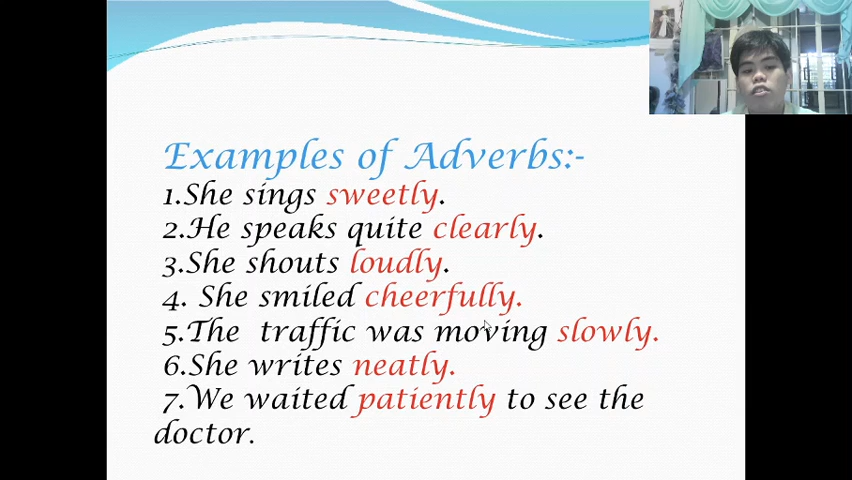 Examples of Adverbs:-
1.She sings sweetly.
2.He speaks quite clearly.
3.She shouts loudly.
4. She smiled cheerfully.
5.The traffic was moving slowly.
6.She writes neatly.
7.We waited patiently to see the
doctor.